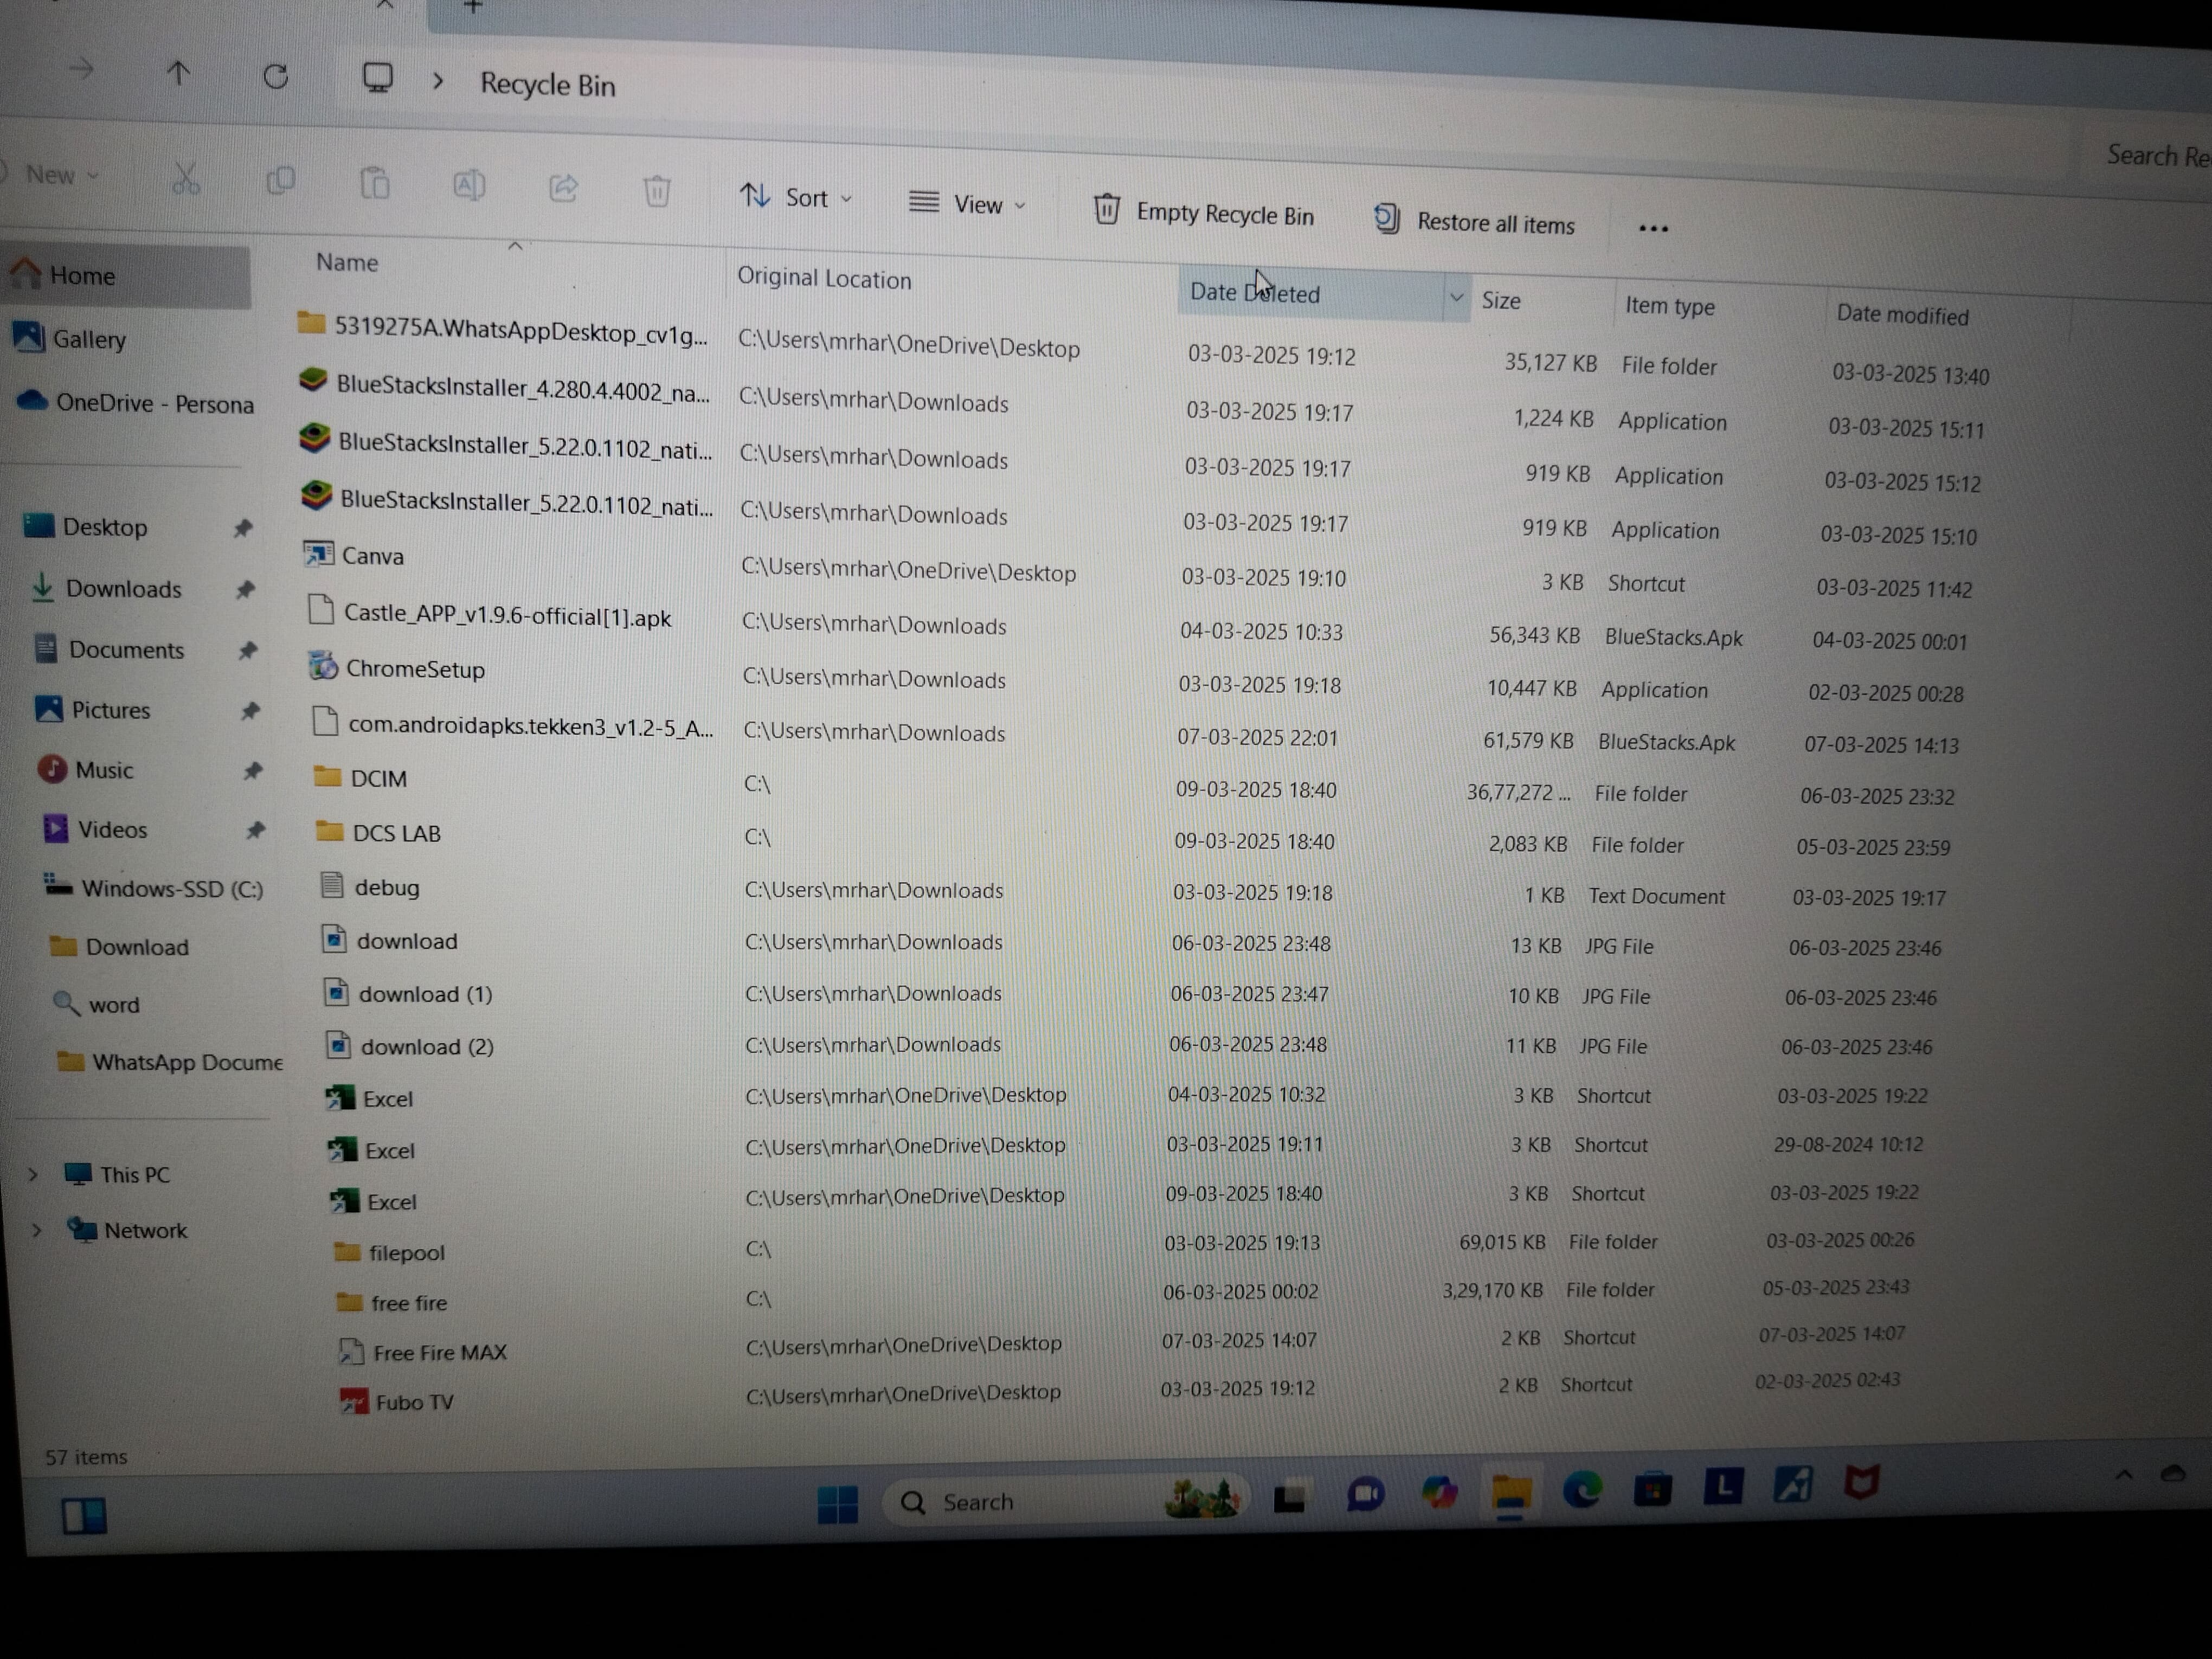 Recycle Bin
Search Re
New
Sort
View
Empty Recycle Bin
Restore all items
Name Original Location Date Deleted Size Item type Date modified
Home
Gallery
OneDrive - Persona
Desktop
Downloads
Documents
Pictures
Music
Videos
Windows-SSD (C:)
Download
word
WhatsApp Docume
This PC
Network
5319275A.WhatsAppDesktop_cv1g... C:\Users\mrhar\OneDrive\Desktop 03-03-2025 19:12 35,127 KB File folder 03-03-2025 13:40
BlueStacksInstaller_4.280.4.4002_na... C:\Users\mrhar\Downloads 03-03-2025 19:17 1,224 KB Application 03-03-2025 15:11
BlueStacksInstaller_5.22.0.1102_nati... C:\Users\mrhar\Downloads 03-03-2025 19:17 919 KB Application 03-03-2025 15:12
BlueStacksInstaller_5.22.0.1102_nati... C:\Users\mrhar\Downloads 03-03-2025 19:17 919 KB Application 03-03-2025 15:10
Canva C:\Users\mrhar\OneDrive\Desktop 03-03-2025 19:10 3 KB Shortcut 03-03-2025 11:42
Castle_APP_v1.9.6-official[1].apk C:\Users\mrhar\Downloads 04-03-2025 10:33 56,343 KB BlueStacks.Apk 04-03-2025 00:01
ChromeSetup C:\Users\mrhar\Downloads 03-03-2025 19:18 10,447 KB Application 02-03-2025 00:28
com.androidapks.tekken3_v1.2-5_A... C:\Users\mrhar\Downloads 07-03-2025 22:01 61,579 KB BlueStacks.Apk 07-03-2025 14:13
DCIM C:\ 09-03-2025 18:40 36,77,272 ... File folder 06-03-2025 23:32
DCS LAB C:\ 09-03-2025 18:40 2,083 KB File folder 05-03-2025 23:59
debug C:\Users\mrhar\Downloads 03-03-2025 19:18 1 KB Text Document 03-03-2025 19:17
download C:\Users\mrhar\Downloads 06-03-2025 23:48 13 KB JPG File 06-03-2025 23:46
download (1) C:\Users\mrhar\Downloads 06-03-2025 23:47 10 KB JPG File 06-03-2025 23:46
download (2) C:\Users\mrhar\Downloads 06-03-2025 23:48 11 KB JPG File 06-03-2025 23:46
Excel C:\Users\mrhar\OneDrive\Desktop 04-03-2025 10:32 3 KB Shortcut 03-03-2025 19:22
Excel C:\Users\mrhar\OneDrive\Desktop 03-03-2025 19:11 3 KB Shortcut 29-08-2024 10:12
Excel C:\Users\mrhar\OneDrive\Desktop 09-03-2025 18:40 3 KB Shortcut 03-03-2025 19:22
filepool C:\ 03-03-2025 19:13 69,015 KB File folder 03-03-2025 00:26
free fire C:\ 06-03-2025 00:02 3,29,170 KB File folder 05-03-2025 23:43
Free Fire MAX C:\Users\mrhar\OneDrive\Desktop 07-03-2025 14:07 2 KB Shortcut 07-03-2025 14:07
Fubo TV C:\Users\mrhar\OneDrive\Desktop 03-03-2025 19:12 2 KB Shortcut 02-03-2025 02:43
57 items
Search
L